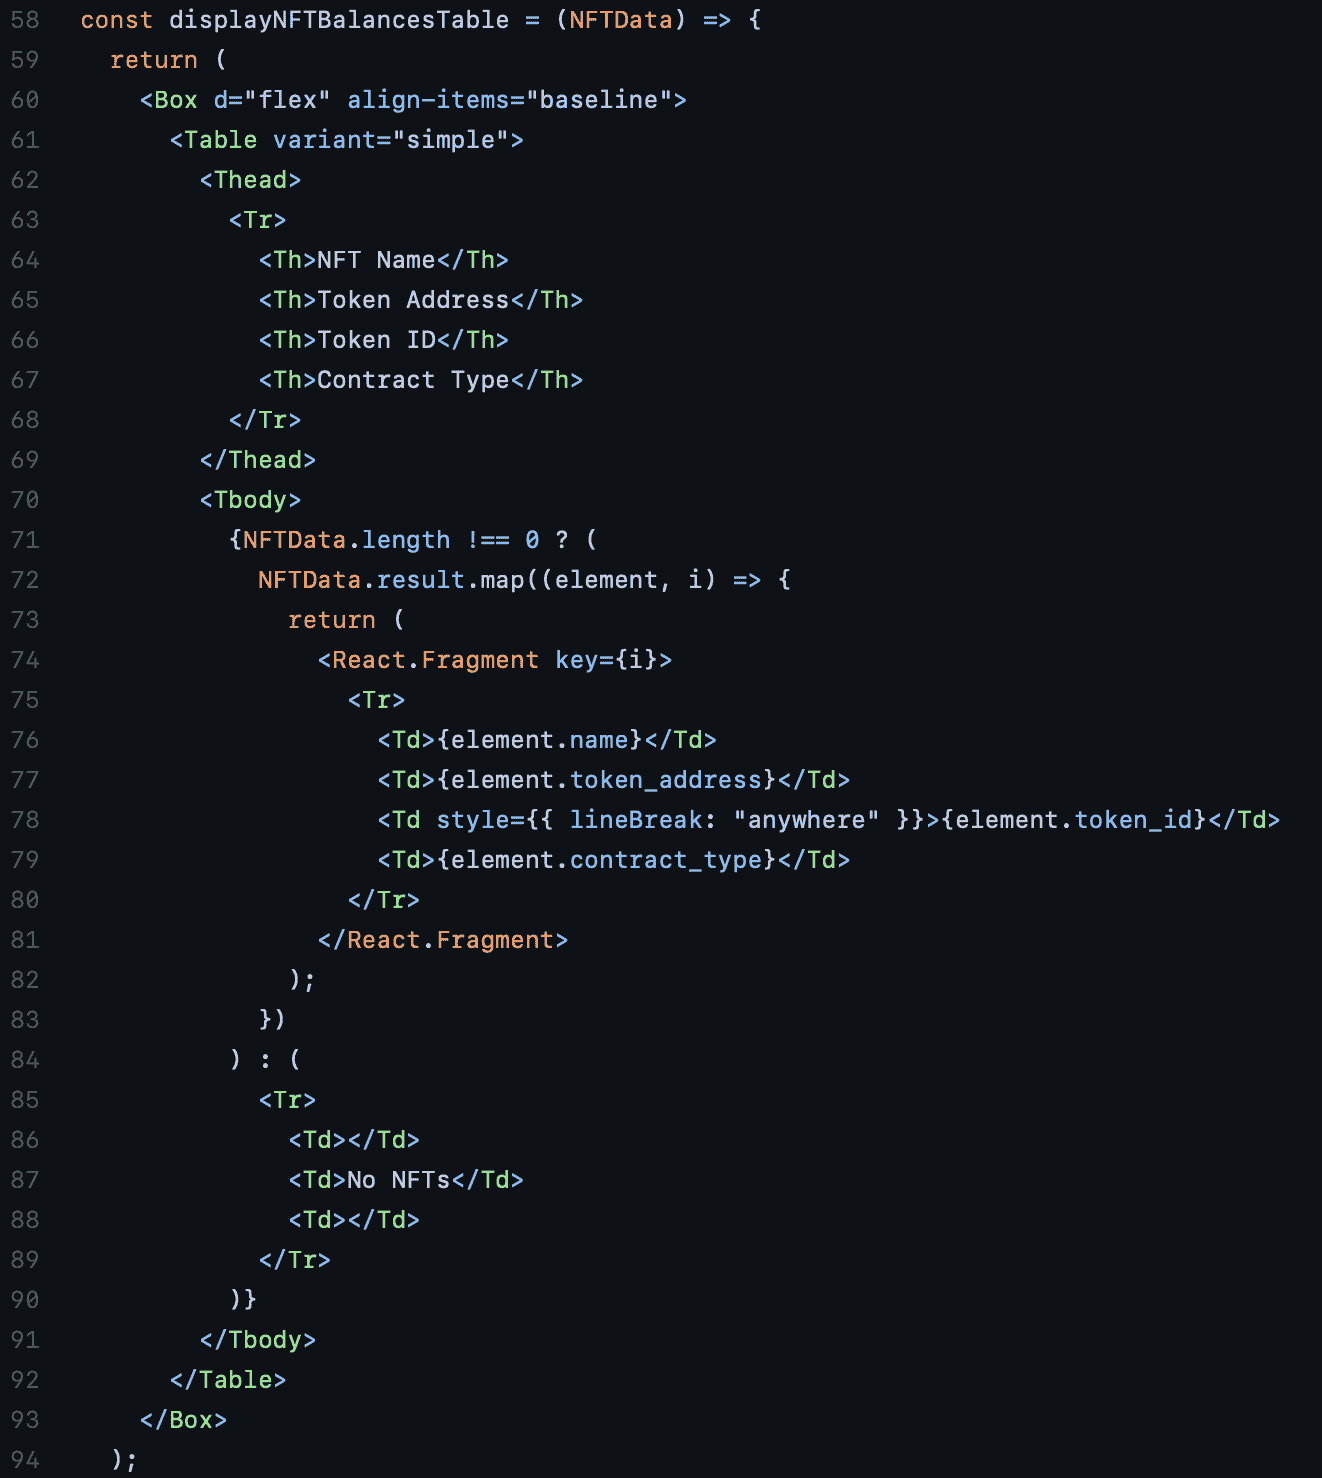 58 const displayNFTBalancesTable = (NFTData) => {
59 return (
60 <Box d="flex" align-items="baseline">
61 <Table variant="simple">
62 <Thead>
63 <Tr>
64 <Th>NFT Name</Th>
65 <Th>Token Address</Th>
66 <Th>Token ID</Th>
67 <Th>Contract Type</Th>
68 </Tr>
69 </Thead>
70 <Tbody>
71 {NFTData.length !== 0 ? (
72 NFTData.result.map((element, i) => {
73 return (
74 <React.Fragment key={i}>
75 <Tr>
76 <Td>{element.name}</Td>
77 <Td>{element.token_address}</Td>
78 <Td style={{ lineBreak: "anywhere" }}>{element.token_id}</Td>
79 <Td>{element.contract_type}</Td>
80 </Tr>
81 </React.Fragment>
82 );
83 })
84 ) : (
85 <Tr>
86 <Td></Td>
87 <Td>No NFTs</Td>
88 <Td></Td>
89 </Tr>
90 )}
91 </Tbody>
92 </Table>
93 </Box>
94 );